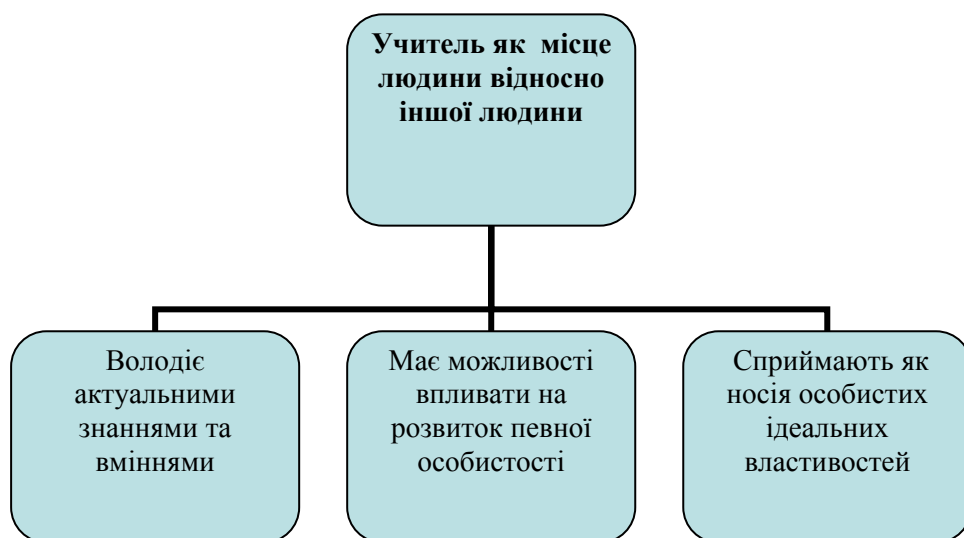 Учитель як місце
людини відносно
іншої людини
Володіє
актуальними
знаннями та
вміннями
Має можливості
впливати на
розвиток певної
особистості
Сприймають як
носія особистих
ідеальних
властивостей